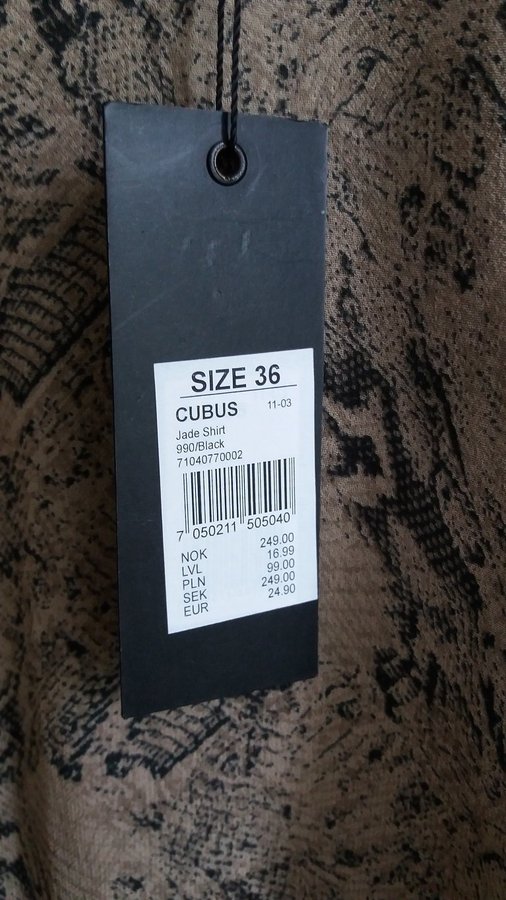 SIZE 36
CUBUS 11-03
Jade Shirt
990/Black
71040770002
7 050211 505040
NOK 249.00
LVL 16.99
PLN 99.00
SEK 249.00
EUR 24.90